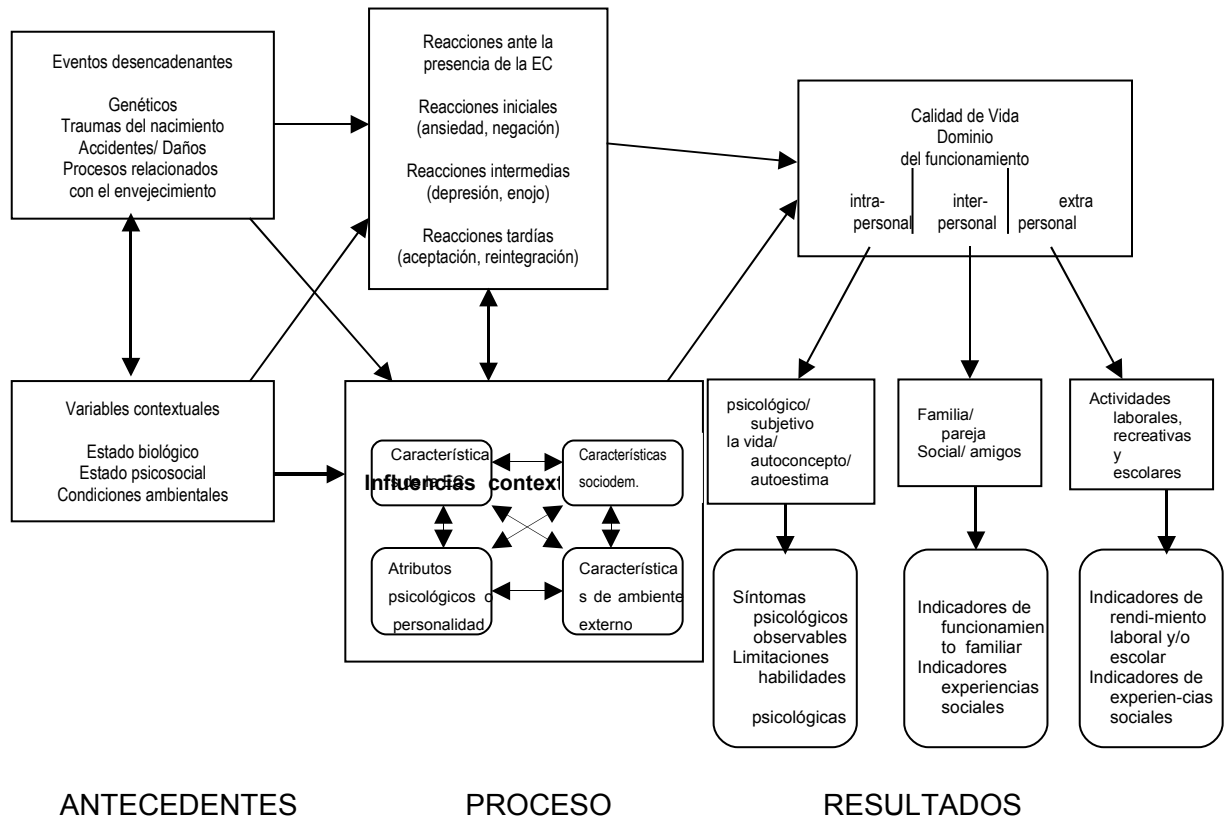 Eventos desencadenantes
Genéticos
Traumas del nacimiento
Accidentes/ Daños
Procesos relacionados
con el envejecimiento
Variables contextuales
Estado biológico
Estado psicosocial
Condiciones ambientales
Reacciones ante la
presencia de la EC
Reacciones iniciales
(ansiedad, negación)
Reacciones intermedias
(depresión, enojo)
Reacciones tardías
(aceptación, reintegración)
Influencias context
Característica
s de la EC
Características
sociodem.
Atributos
psicológicos o
personalidad
Característica
s de ambiente
externo
Calidad de Vida
Dominio
del funcionamiento
intra-
personal
inter-
personal
extra
personal
psicológico/
subjetivo
la vida/
autoconcepto/
autoestima
Familia/
pareja
Social/ amigos
Actividades
laborales,
recreativas
y
escolares
Síntomas
psicológicos
observables
Limitaciones
habilidades
psicológicas
Indicadores de
funcionamien
to familiar
Indicadores
experiencias
sociales
Indicadores de
rendi-miento
laboral y/o
escolar
Indicadores de
experien-cias
sociales
ANTECEDENTES
PROCESO
RESULTADOS